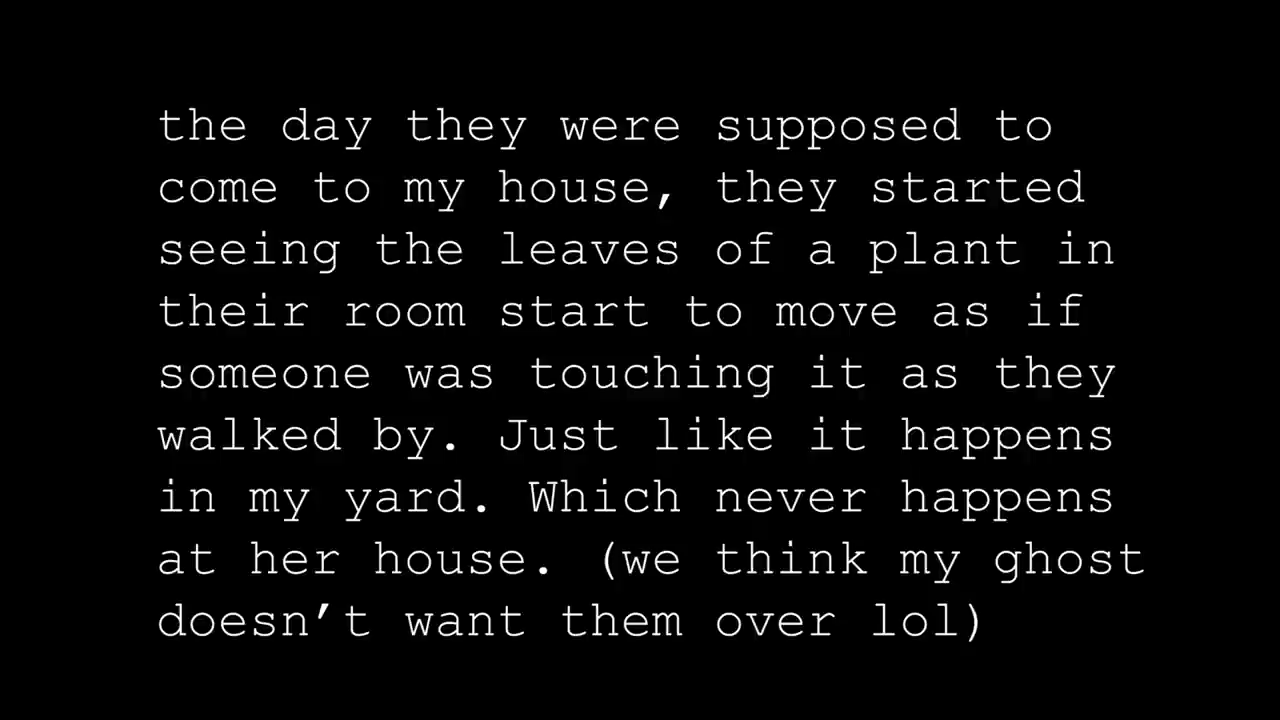 the day they were supposed to
come to my house, they started
seeing the leaves of a plant in
their room start to move as if
someone was touching it as they
walked by. Just like it happens
in my yard. Which never happens
at her house. (we think my ghost
doesn’t want them over lol)